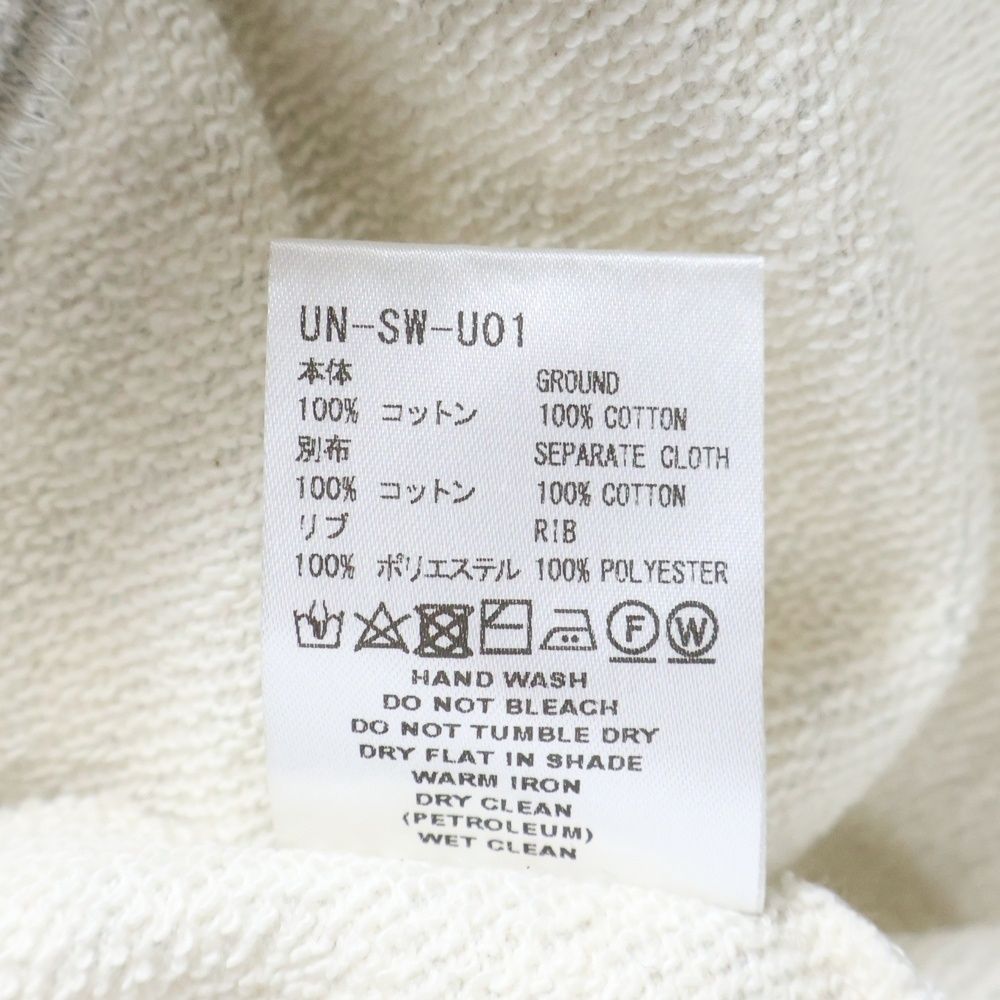 UN-SW-U01
本体 GROUND
100% コットン 100% COTTON
別布 SEPARATE CLOTH
100% コットン 100% COTTON
リブ RIB
100% ポリエステル 100% POLYESTER
F W
HAND WASH
DO NOT BLEACH
DO NOT TUMBLE DRY
DRY FLAT IN SHADE
WARM IRON
DRY CLEAN
(PETROLEUM)
WET CLEAN